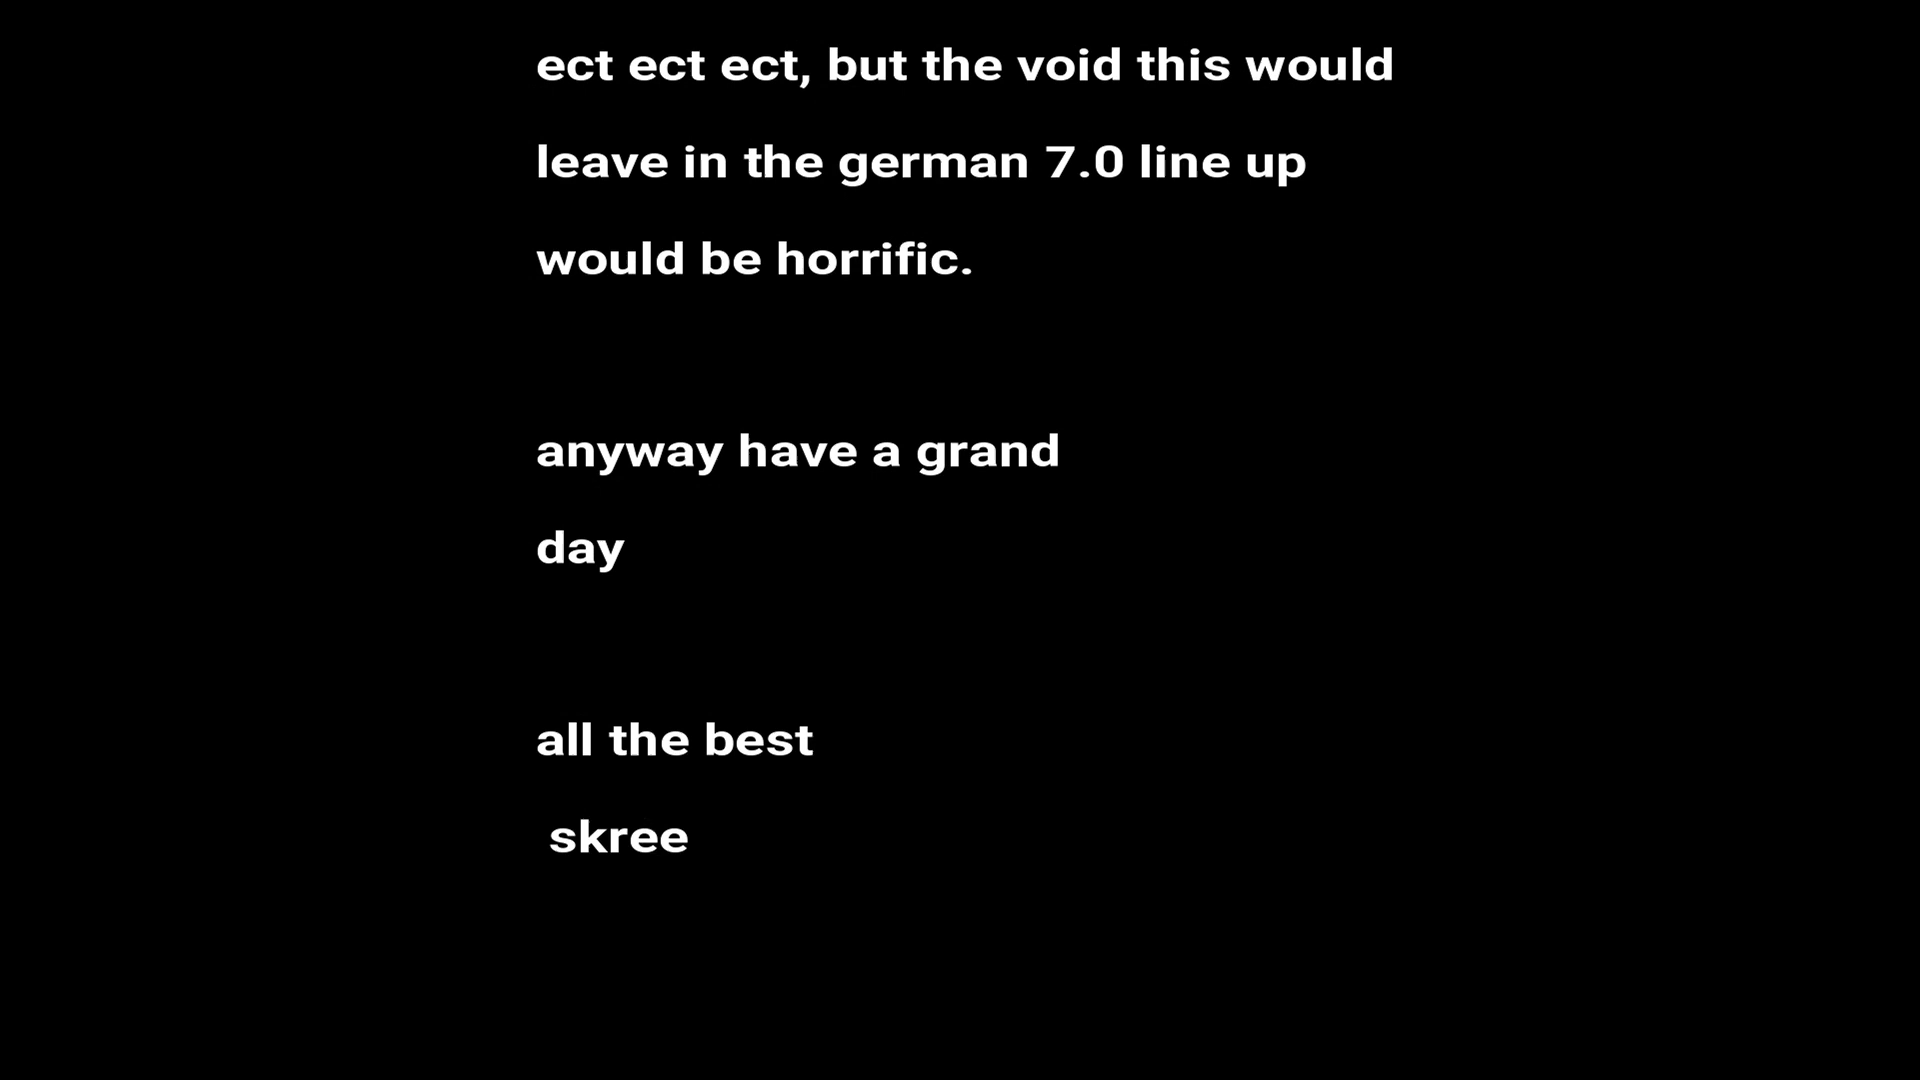 ect ect ect, but the void this would
leave in the german 7.0 line up
would be horrific.
anyway have a grand
day
all the best
skree